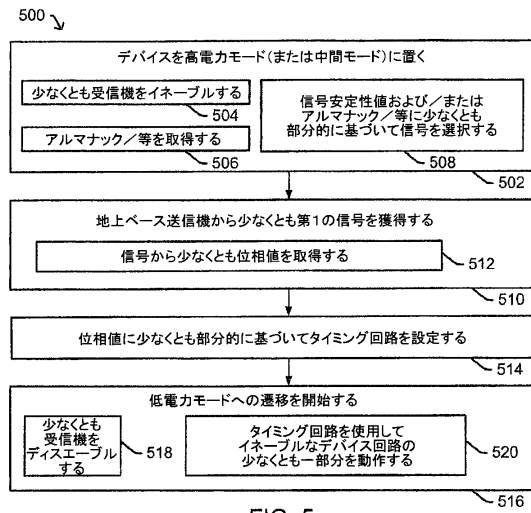 500
デバイスを高電力モード(または中間モード)に置く
少なくとも受信機をイネーブルする
504
アルマナック/等を取得する
506
信号安定性値および/または
アルマナック/等に少なくとも
部分的に基づいて信号を選択する
508
502
地上ベース送信機から少なくとも第1の信号を獲得する
信号から少なくとも位相値を取得する
512
510
位相値に少なくとも部分的に基づいてタイミング回路を設定する
514
低電力モードへの遷移を開始する
少なくとも
受信機を
ディスエーブル
する
518
タイミング回路を使用して
イネーブルなデバイス回路の
少なくとも一部分を動作する
520
516
FIG. 5